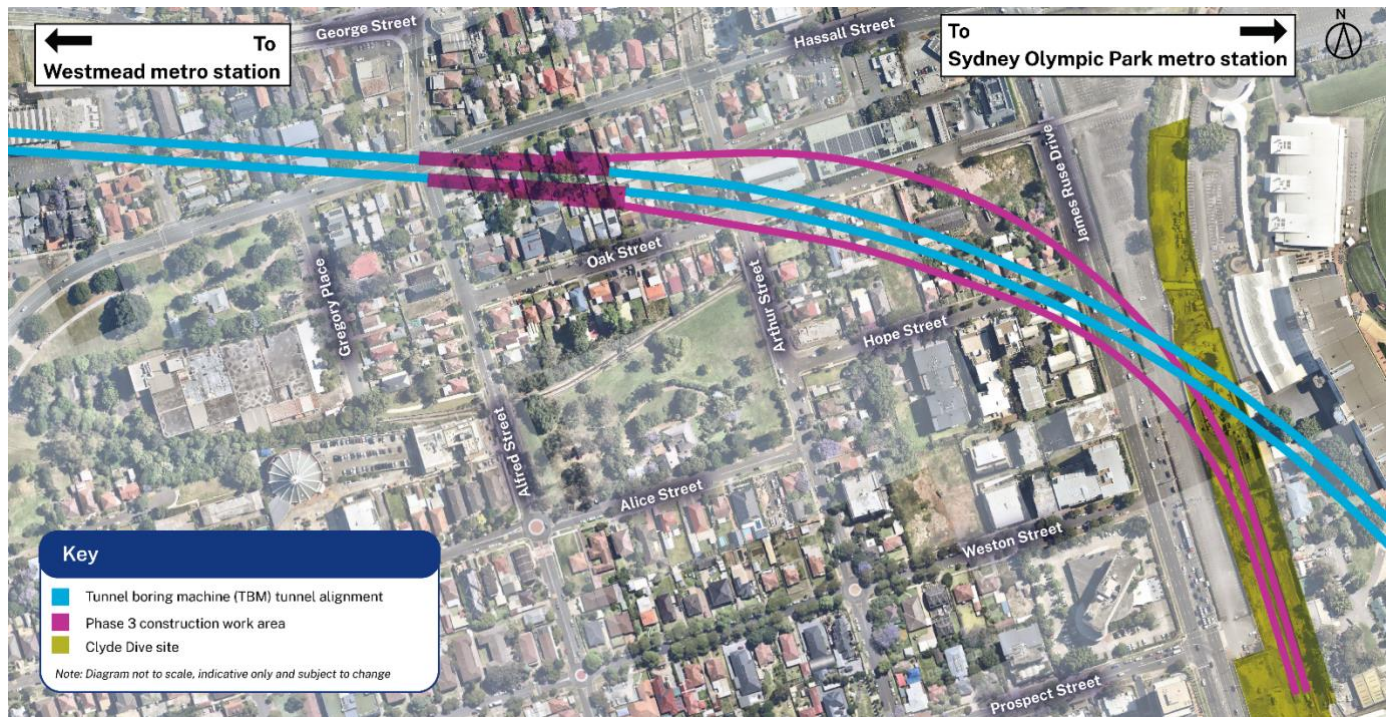 George Street
To
Westmead metro station
Hassall Street
To
Sydney Olympic Park metro station
N
James Ruse Drive
Gregory Place
Oak Street
Arthur Street
Hope Street
Alfred Street
Alice Street
Weston Street
Prospect Street
Key
Tunnel boring machine (TBM) tunnel alignment
Phase 3 construction work area
Clyde Dive site
Note: Diagram not to scale, indicative only and subject to change